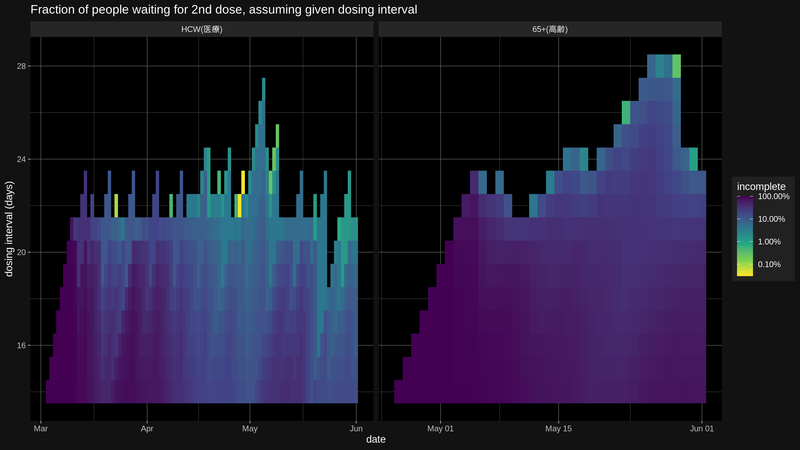 Fraction of people waiting for 2nd dose, assuming given dosing interval
HCW(医療)
65+(高齢)
28
24
20
16
dosing interval (days)
Mar
Apr
May
Jun
May 01
May 15
Jun 01
date
incomplete
100.00%
10.00%
1.00%
0.10%